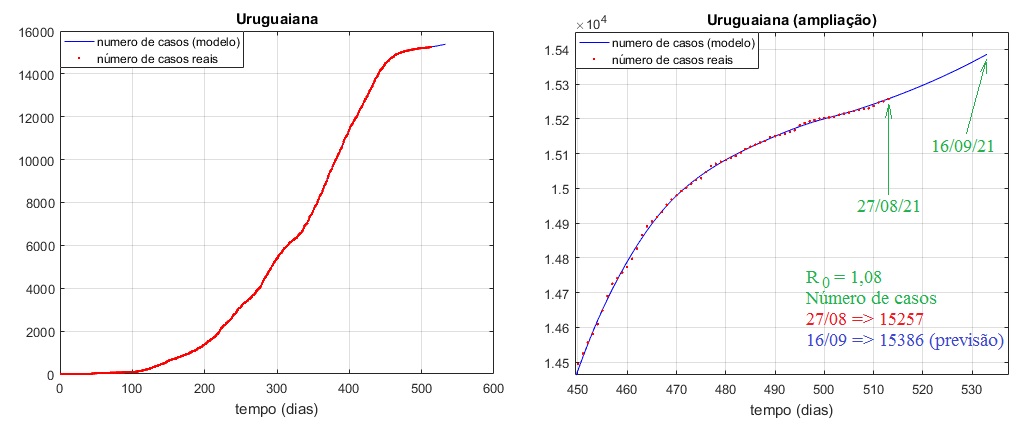 Uruguaiana
numero de casos (modelo)
número de casos reais
16000
14000
12000
10000
8000
6000
4000
2000
0
0 100 200 300 400 500 600
tempo (dias)
Uruguaiana (ampliação)
×10⁴
numero de casos (modelo)
número de casos reais
1.54
1.53
1.52
1.51
1.5
1.49
1.48
1.47
1.46
1.45
16/09/21
27/08/21
R₀ = 1,08
Número de casos
27/08 => 15257
16/09 => 15386 (previsão)
450 460 470 480 490 500 510 520 530
tempo (dias)